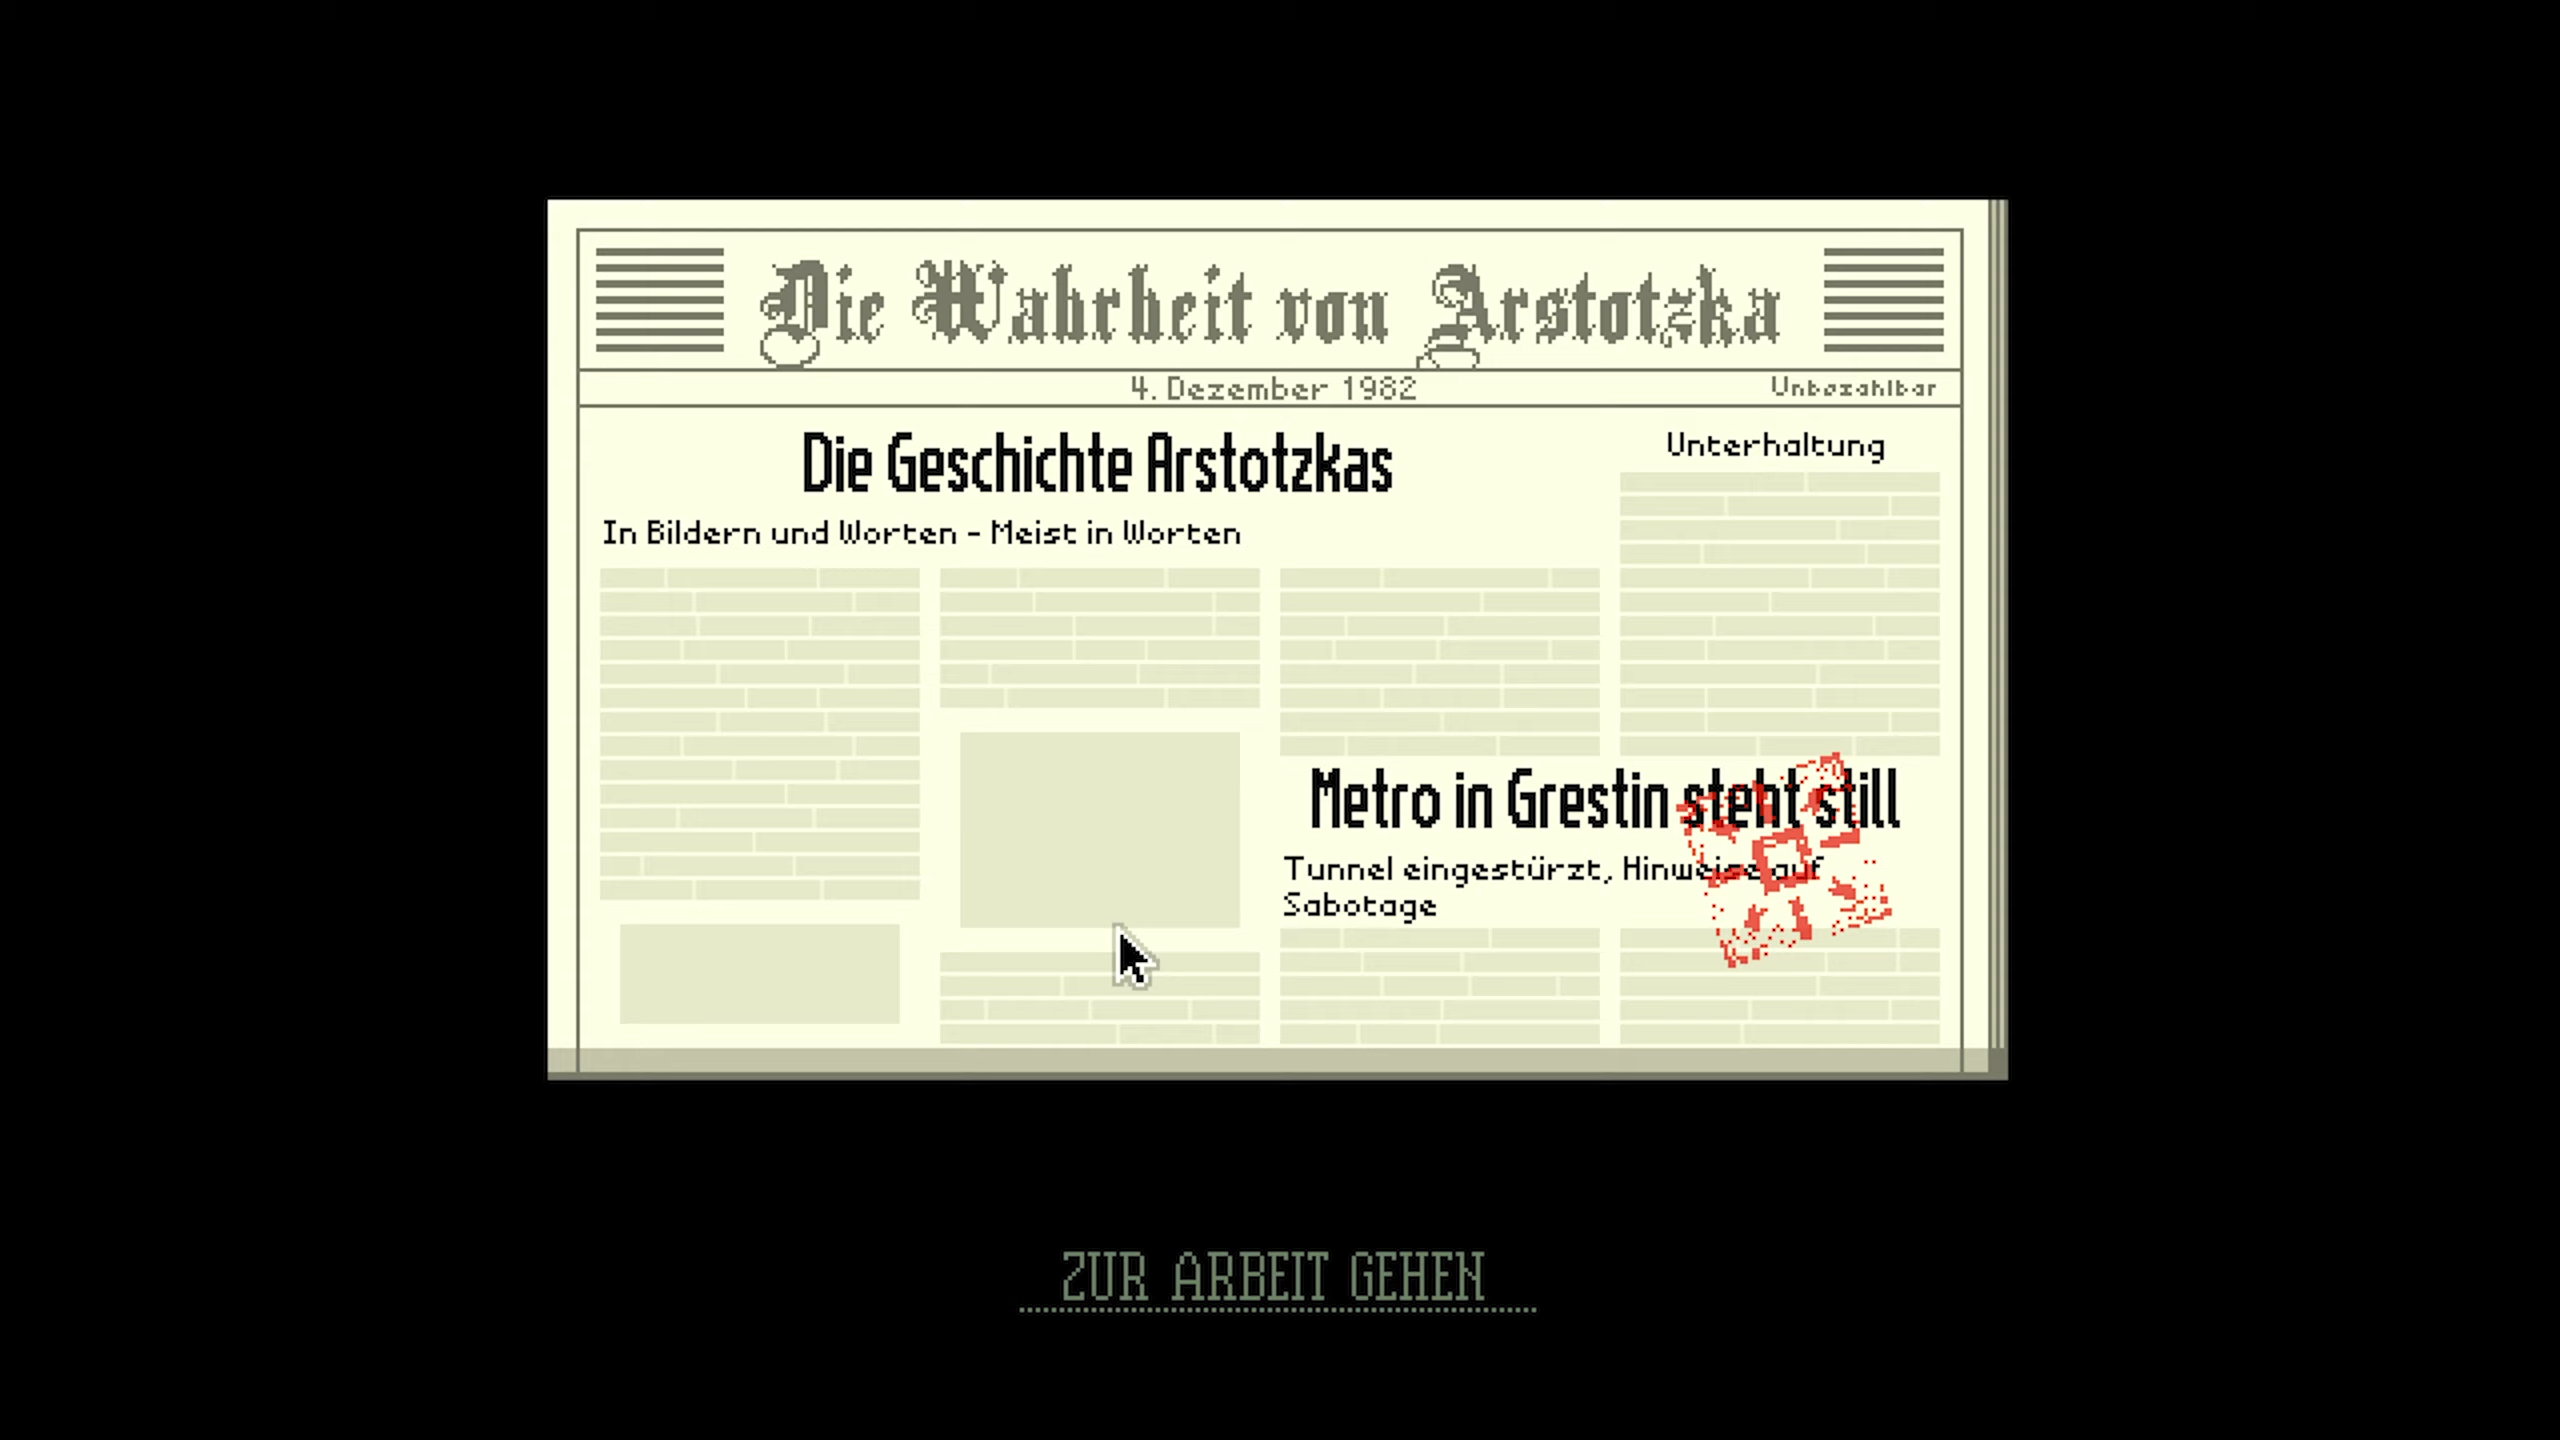 Die Wahrheit von Arstotzka
4. Dezember 1982
Unbezahlbar
Die Geschichte Arstotzkas
In Bildern und Worten - Meist in Worten
Unterhaltung
Metro in Grestin steht still
Tunnel eingestürzt, Hinweise auf
Sabotage
ZUR ARBEIT GEHEN